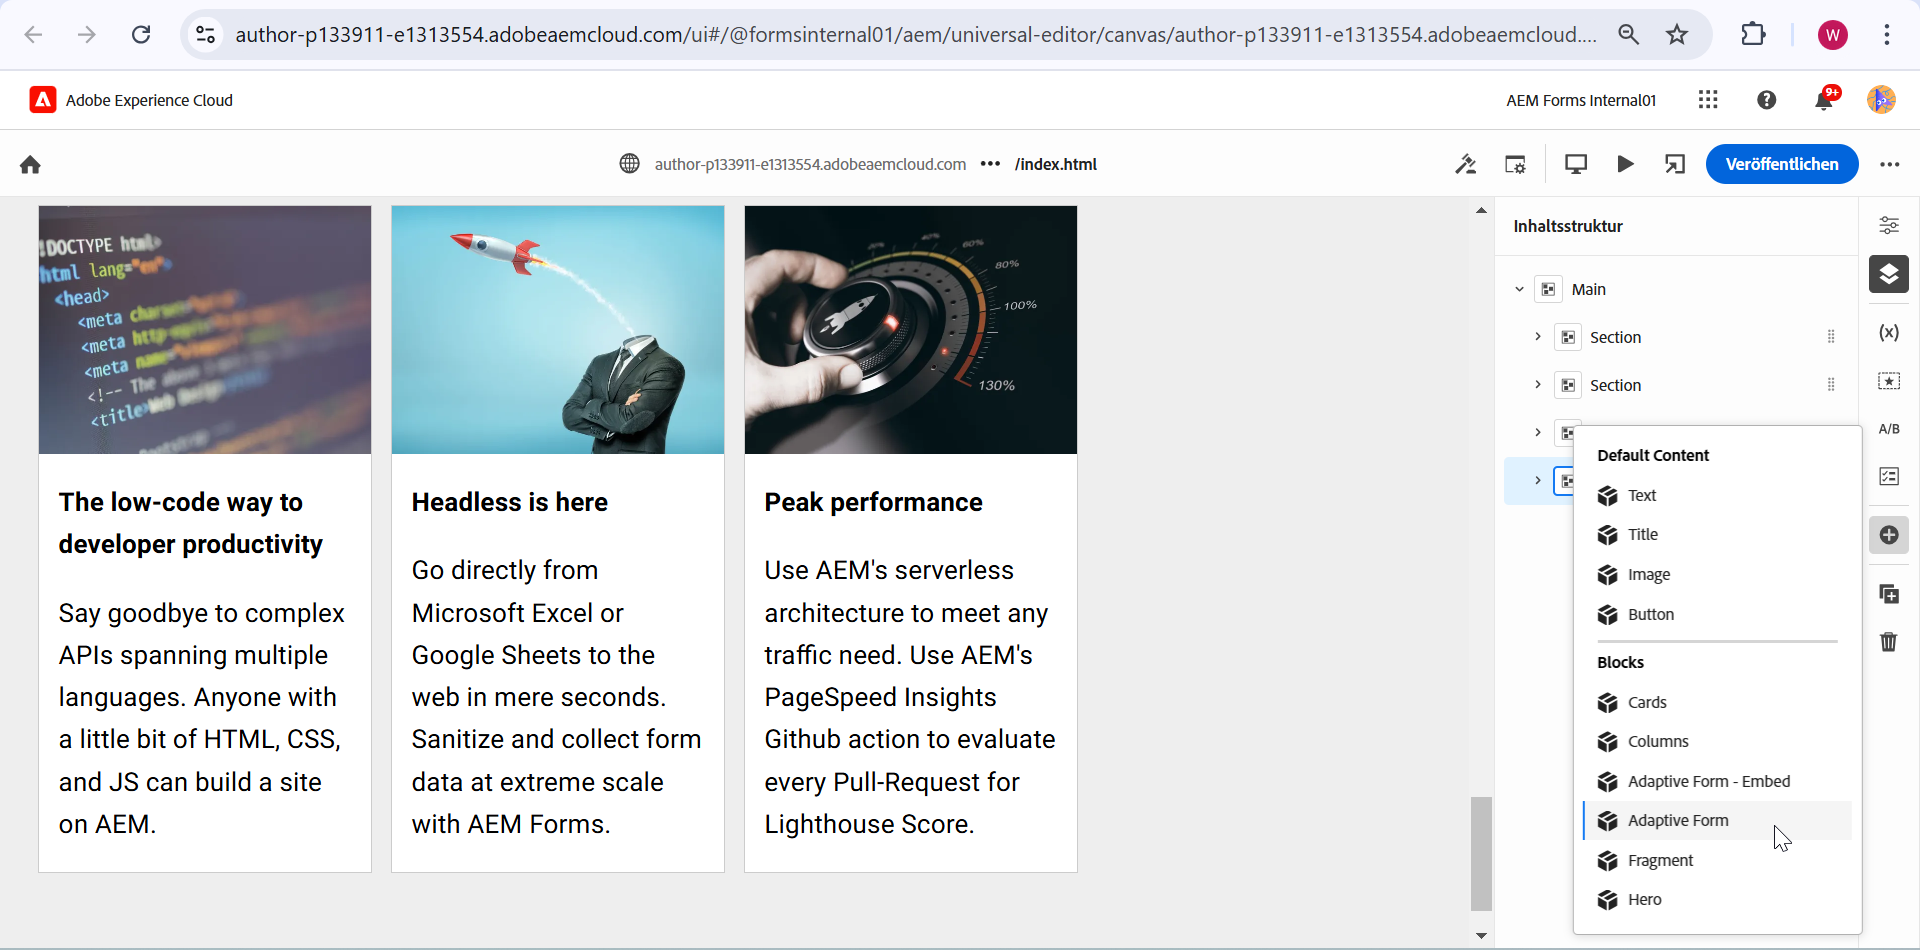 author-p133911-e1313554.adobeaemcloud.com/ui#/@formsinternal01/aem/universal-editor/canvas/author-p133911-e1313554.adobeaemcloud....
W
Adobe Experience Cloud
AEM Forms Internal01
9+
author-p133911-e1313554.adobeaemcloud.com ••• /index.html
Veröffentlichen
!DOCTYPE html>
html lang="en">
<head>
<meta
<meta
<meta
<!-- The
<title>
80%
100%
130%
The low-code way to
developer productivity
Say goodbye to complex
APIs spanning multiple
languages. Anyone with
a little bit of HTML, CSS,
and JS can build a site
on AEM.
Headless is here
Go directly from
Microsoft Excel or
Google Sheets to the
web in mere seconds.
Sanitize and collect form
data at extreme scale
with AEM Forms.
Peak performance
Use AEM's serverless
architecture to meet any
traffic need. Use AEM's
PageSpeed Insights
Github action to evaluate
every Pull-Request for
Lighthouse Score.
Inhaltsstruktur
Main
Section
Section
Default Content
Text
Title
Image
Button
Blocks
Cards
Columns
Adaptive Form - Embed
Adaptive Form
Fragment
Hero
(x)
A/B